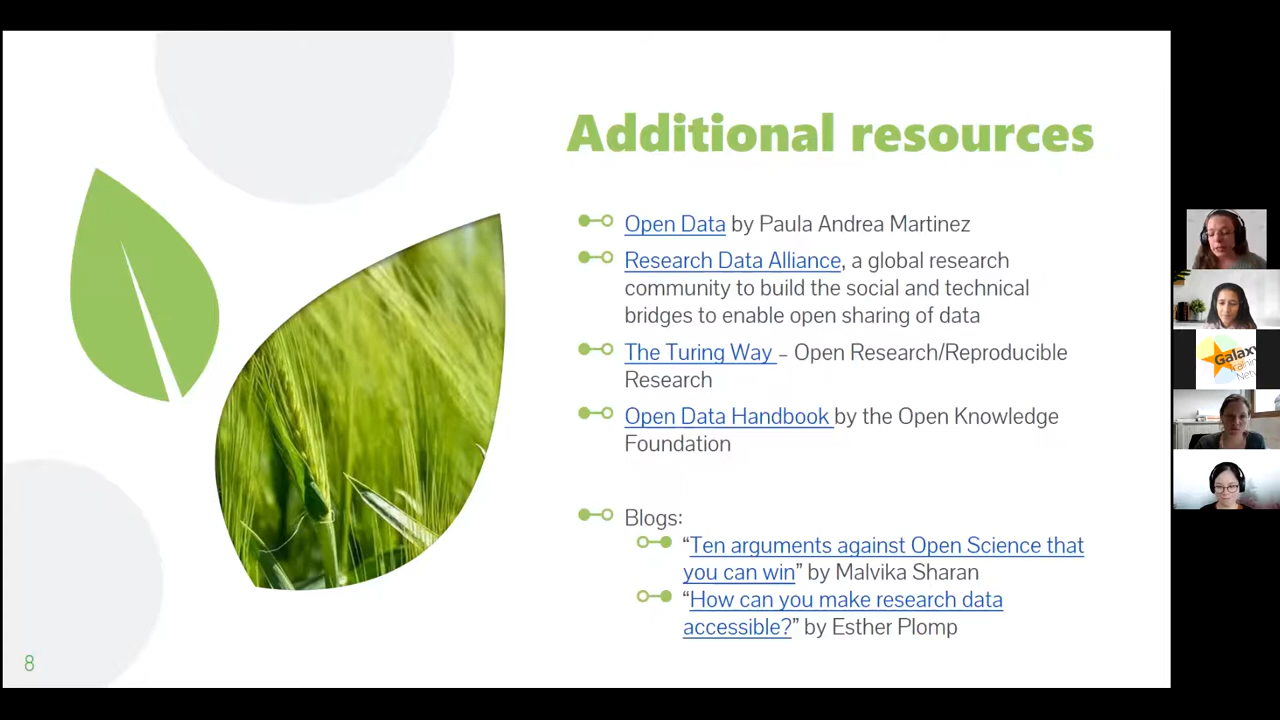 Additional resources
Open Data by Paula Andrea Martinez
Research Data Alliance, a global research
community to build the social and technical
bridges to enable open sharing of data
The Turing Way – Open Research/Reproducible
Research
Open Data Handbook by the Open Knowledge
Foundation
Blogs:
“Ten arguments against Open Science that
you can win” by Malvika Sharan
“How can you make research data
accessible?” by Esther Plomp
8
Galaxy